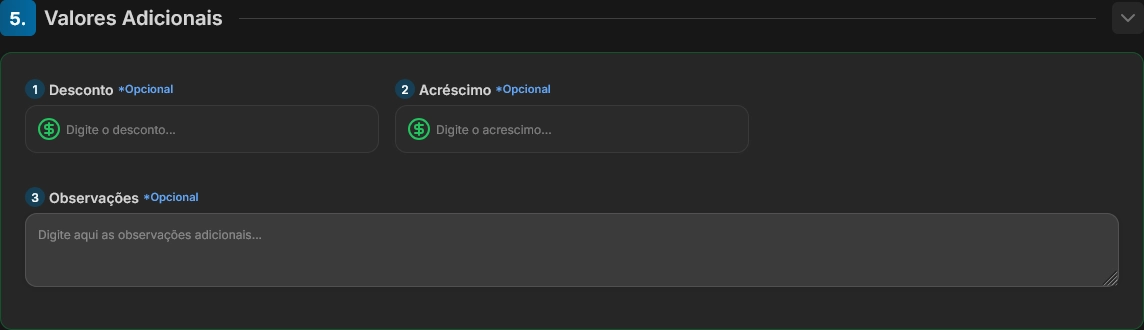 5. Valores Adicionais
1 Desconto *Opcional 2 Acréscimo *Opcional
Digite o desconto... Digite o acrescimo...
3 Observações *Opcional
Digite aqui as observações adicionais...